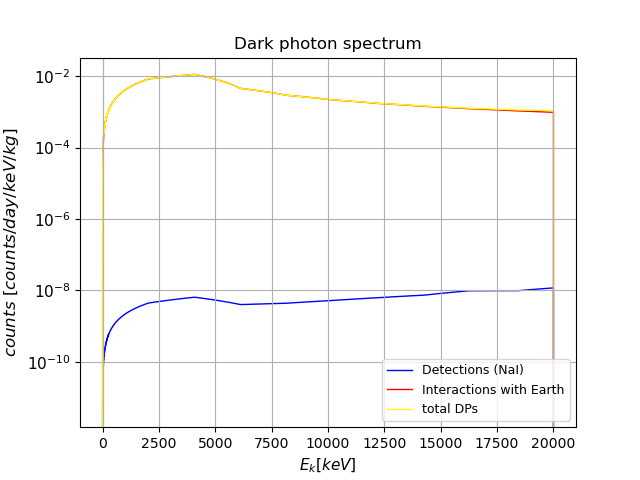 Dark photon spectrum
counts [counts/day/keV/kg]
10⁻²
10⁻⁴
10⁻⁶
10⁻⁸
10⁻¹⁰
Detections (NaI)
Interactions with Earth
total DPs
0 2500 5000 7500 10000 12500 15000 17500 20000
Eₖ[keV]